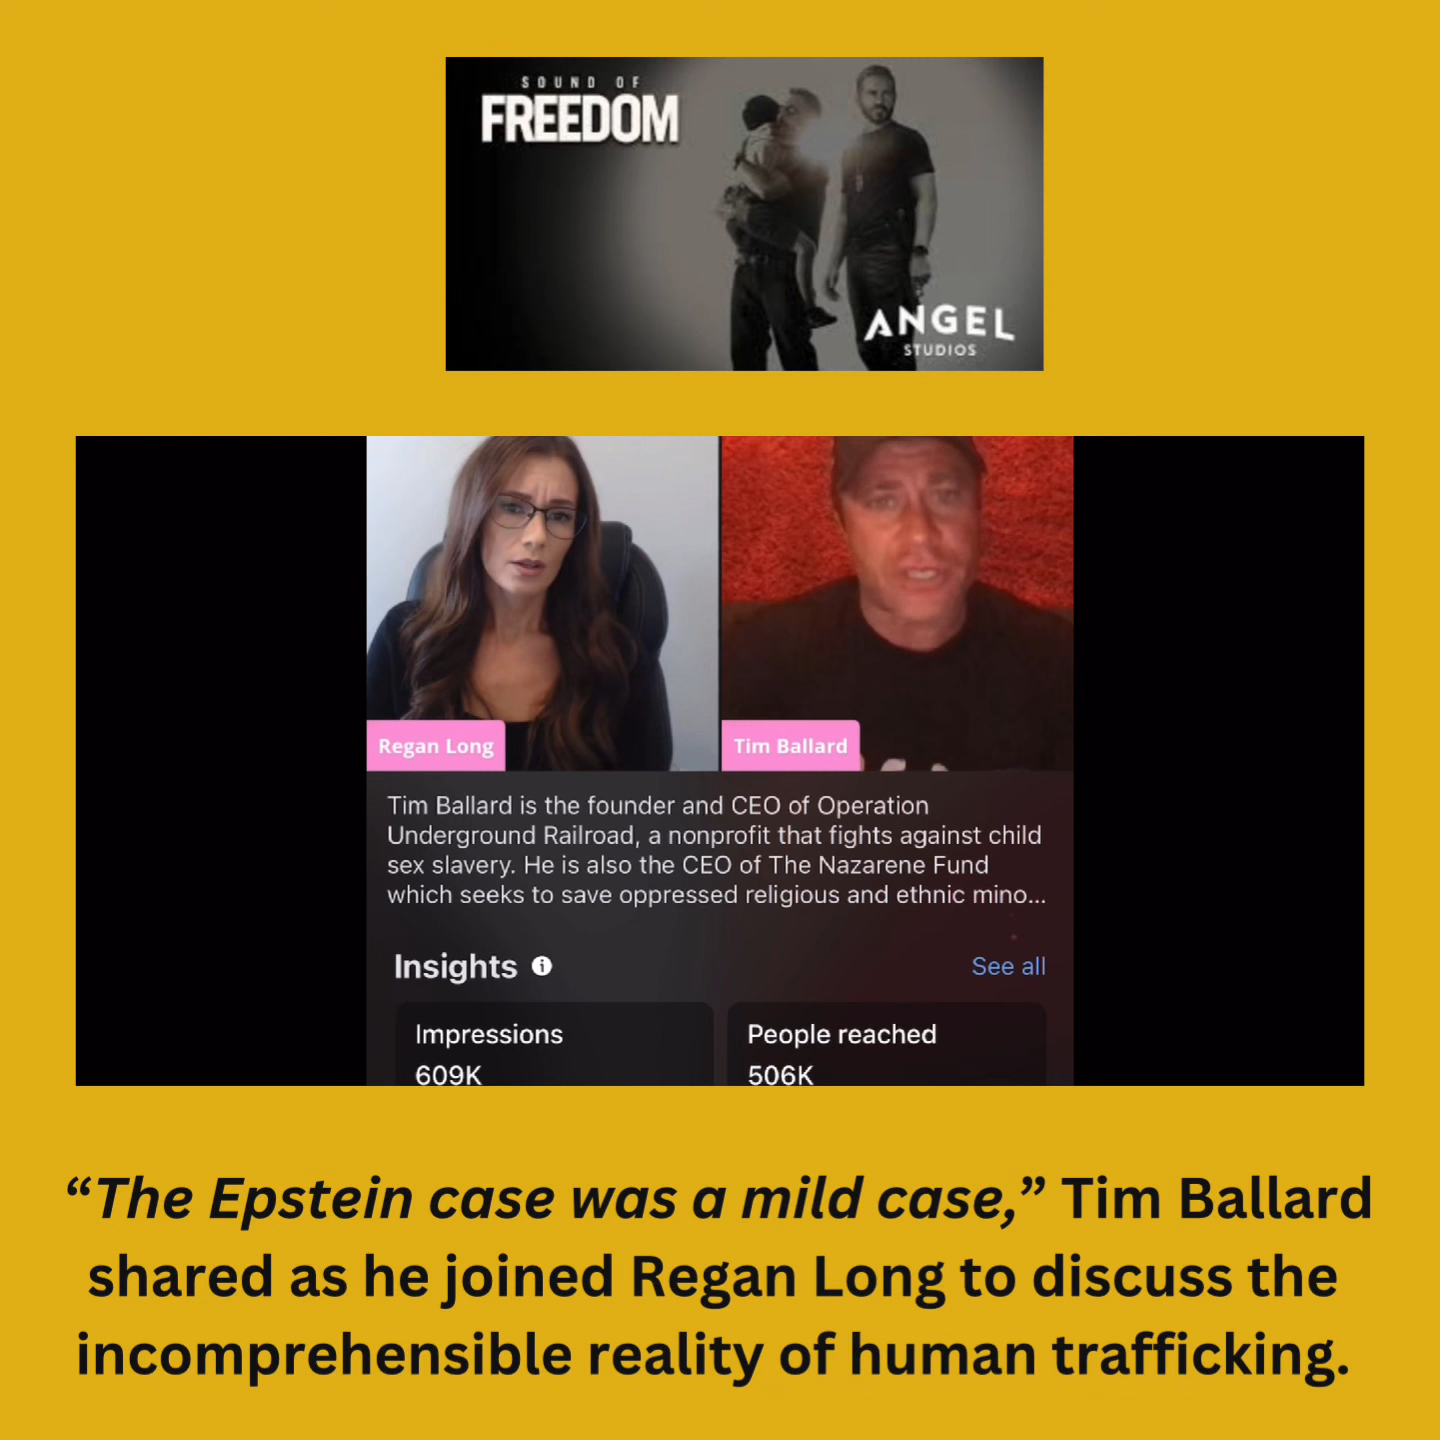 SOUND OF
FREEDOM
ANGEL
STUDIOS
Regan Long
Tim Ballard
Tim Ballard is the founder and CEO of Operation
Underground Railroad, a nonprofit that fights against child
sex slavery. He is also the CEO of The Nazarene Fund
which seeks to save oppressed religious and ethnic mino...
Insights
See all
Impressions
People reached
609K
506K
“The Epstein case was a mild case,” Tim Ballard
shared as he joined Regan Long to discuss the
incomprehensible reality of human trafficking.